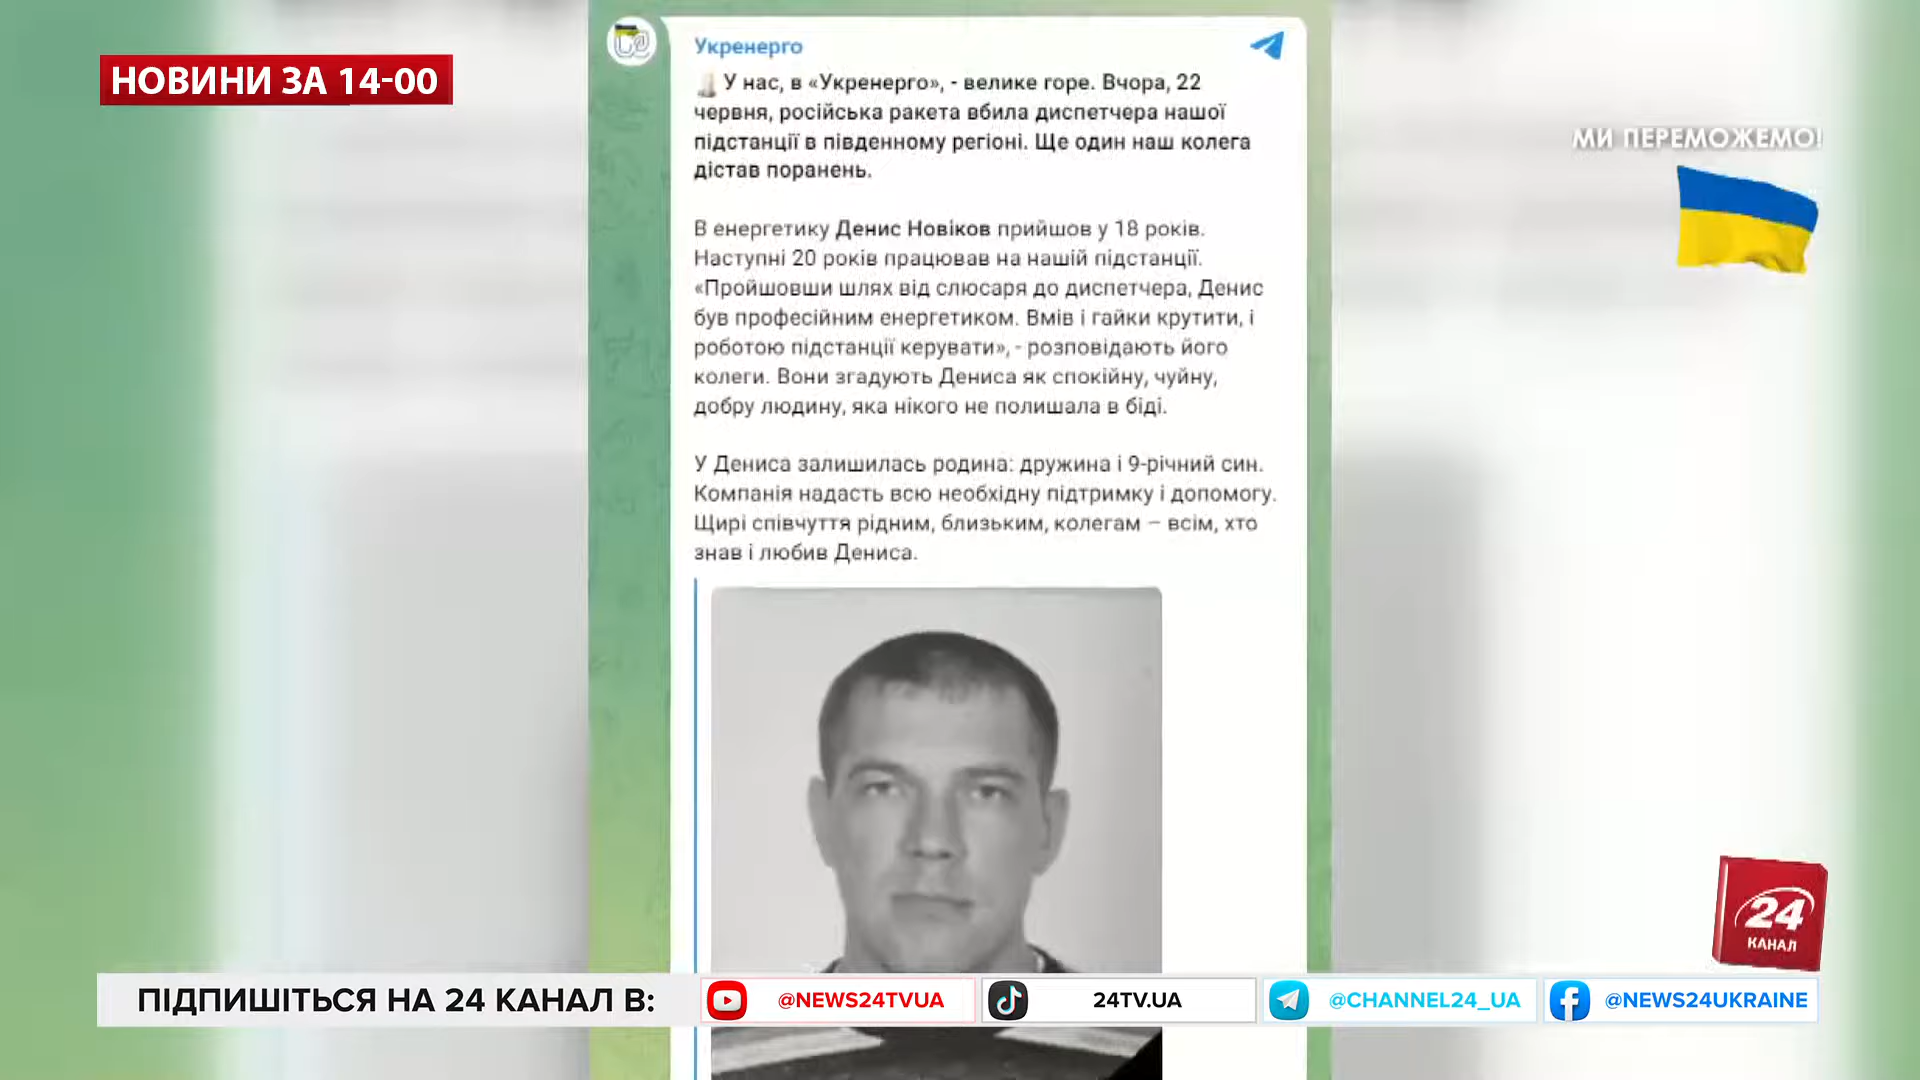 НОВИНИ ЗА 14-00
Укренерго
У нас, в «Укренерго», - велике горе. Вчора, 22
червня, російська ракета вбила диспетчера нашої
підстанції в південному регіоні. Ще один наш колега
дістав поранень.
В енергетику Денис Новіков прийшов у 18 років.
Наступні 20 років працював на нашій підстанції.
«Пройшовши шлях від слюсаря до диспетчера, Денис
був професійним енергетиком. Вмів і гайки крутити, і
роботою підстанції керувати», - розповідають його
колеги. Вони згадують Дениса як спокійну, чуйну,
добру людину, яка нікого не полишала в біді.
У Дениса залишилась родина: дружина і 9-річний син.
Компанія надасть всю необхідну підтримку і допомогу.
Щирі співчуття рідним, близьким, колегам – всім, хто
знав і любив Дениса.
МИ ПЕРЕМОЖЕМО!
24
КАНАЛ
ПІДПИШІТЬСЯ НА 24 КАНАЛ В:
@NEWS24TVUA
24TV.UA
@CHANNEL24_UA
@NEWS24UKRAINE